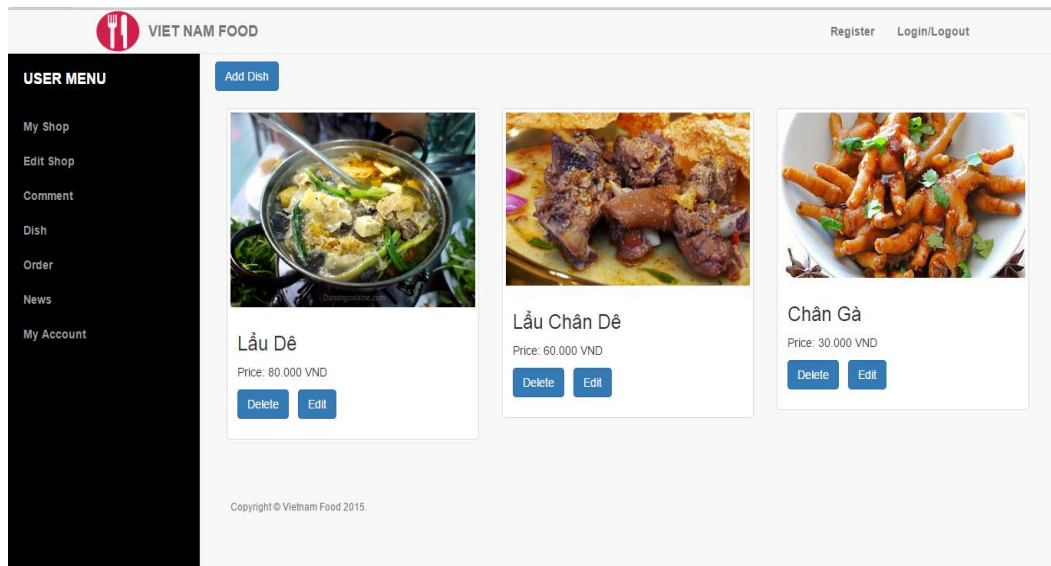 VIET NAM FOOD
Register Login/Logout
USER MENU
My Shop
Edit Shop
Comment
Dish
Order
News
My Account
Add Dish
Danangcuisine.com
Lẩu Dê
Price: 80.000 VND
Delete Edit
Lẩu Chân Dê
Price: 60.000 VND
Delete Edit
Chân Gà
Price: 30.000 VND
Delete Edit
Copyright © Vietnam Food 2015.